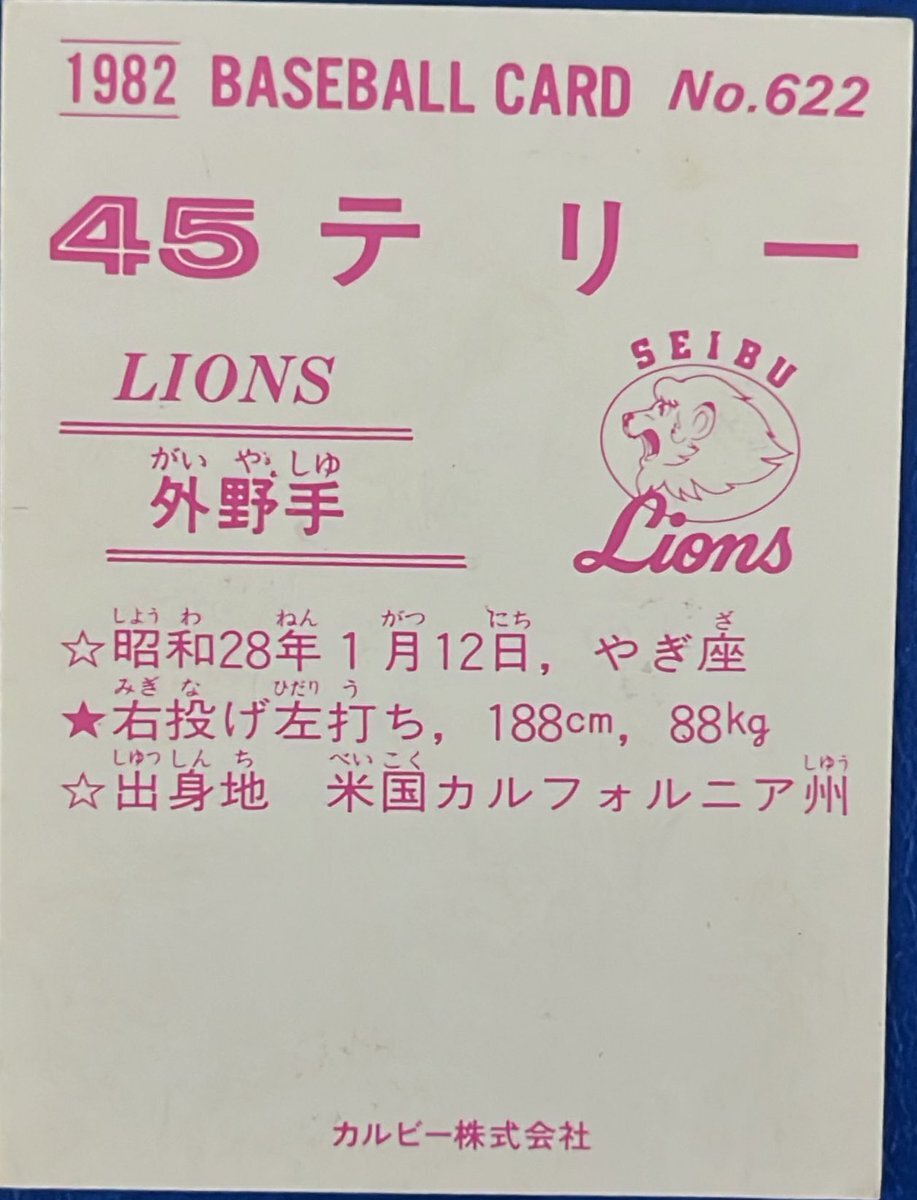 1982 BASEBALL CARD No.622
45 テリー
SEIBU
LIONS
がい や しゅ
外野手
Lions
しよう わ ねん がつ にち ざ
☆昭和28年1月12日, やぎ座
みぎ な ひだり う
★右投げ左打ち, 188cm, 88kg
しゆつ しん ち べい こく しゆう
☆出身地 米国カルフォルニア州
カルビー株式会社